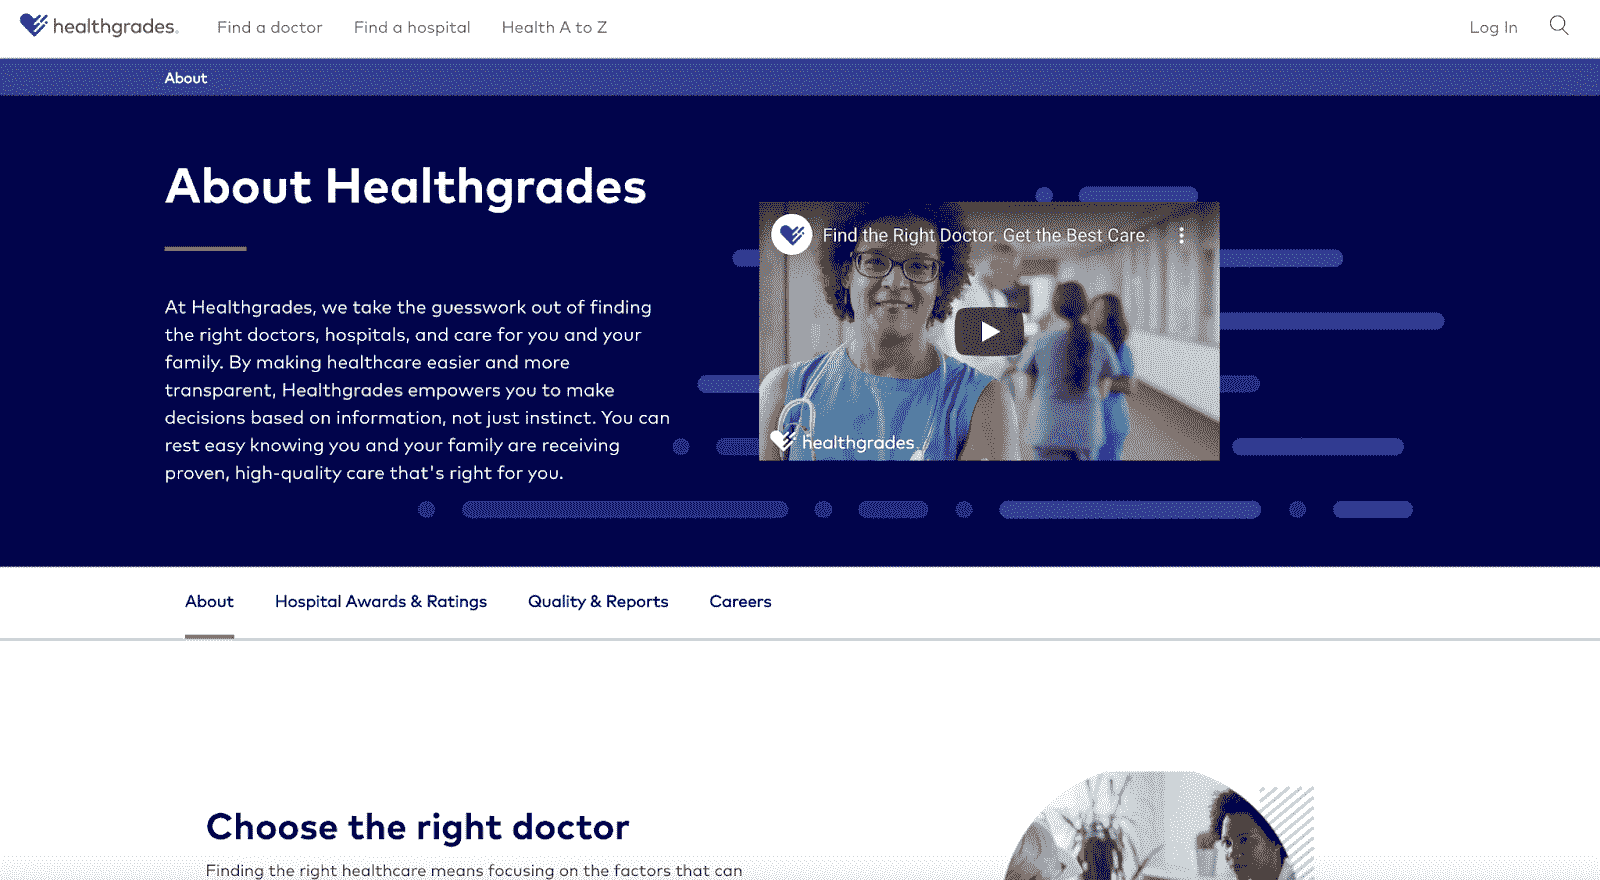 healthgrades.
Find a doctor
Find a hospital
Health A to Z
Log In
About
About Healthgrades
At Healthgrades, we take the guesswork out of finding
the right doctors, hospitals, and care for you and your
family. By making healthcare easier and more
transparent, Healthgrades empowers you to make
decisions based on information, not just instinct. You can
rest easy knowing you and your family are receiving
proven, high-quality care that's right for you.
Find the Right Doctor. Get the Best Care.
healthgrades.
About
Hospital Awards & Ratings
Quality & Reports
Careers
Choose the right doctor
Finding the right healthcare means focusing on the factors that can